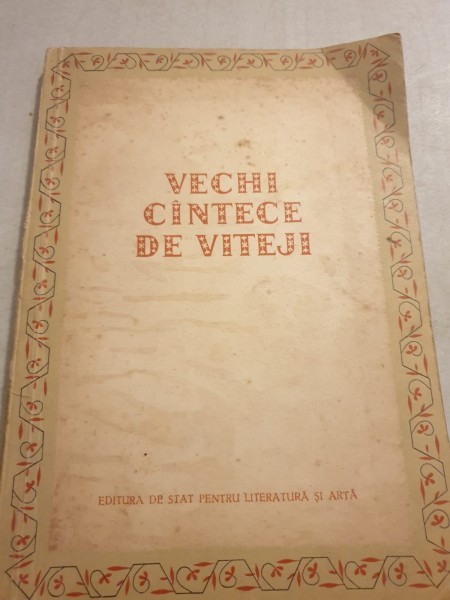 VECHI
CÎNTECE
DE VITEJI
EDITURA DE STAT PENTRU LITERATURĂ ȘI ARTĂ